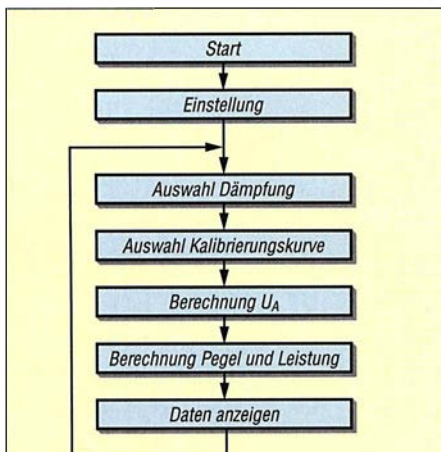 Start
Einstellung
Auswahl Dämpfung
Auswahl Kalibrierungskurve
Berechnung UA
Berechnung Pegel und Leistung
Daten anzeigen